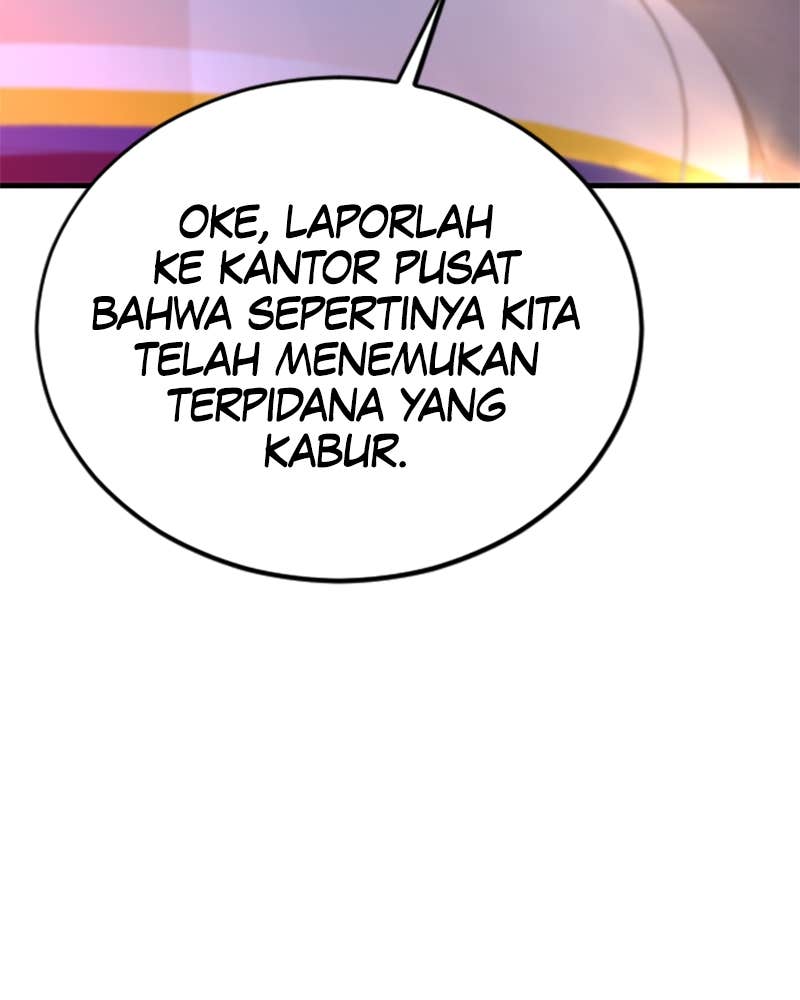 OKE, LAPORLAH
KE KANTOR PUSAT
BAHWA SEPERTINYA KITA
TELAH MENEMUKAN
TERPIDANA YANG
KABUR.